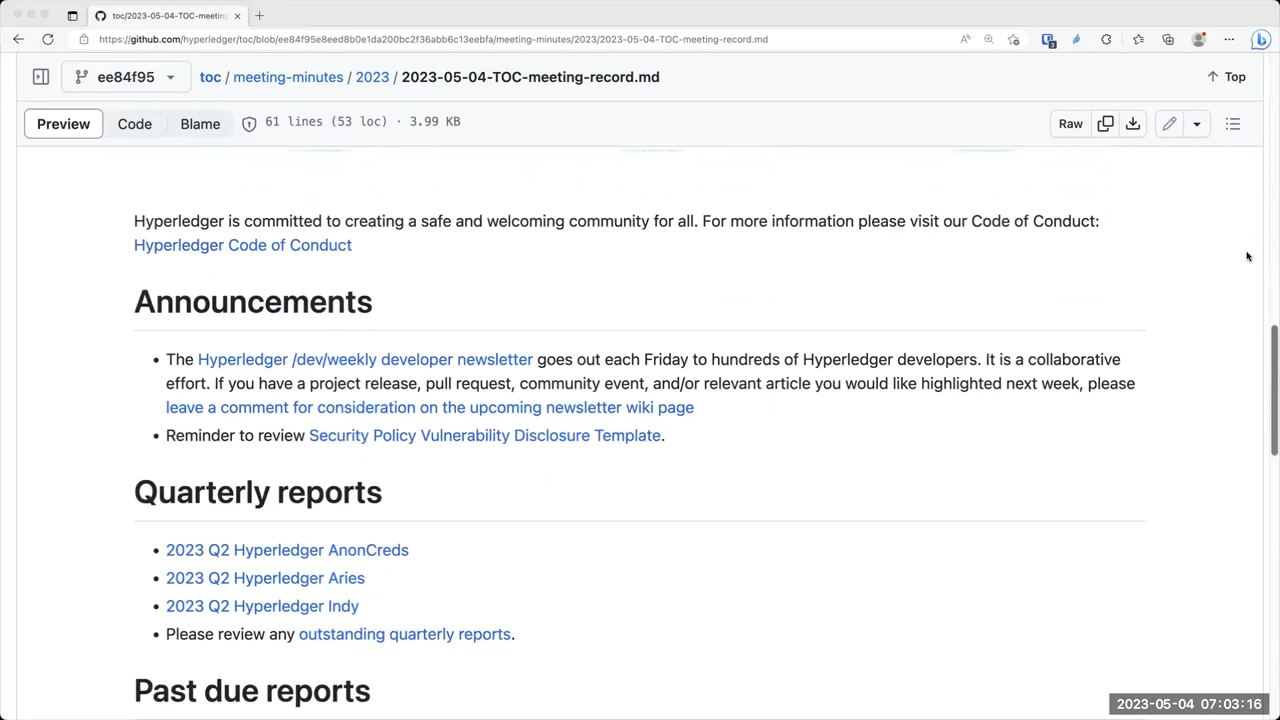 toc/2023-05-04-TOC-meeting
https://github.com/hyperledger/toc/blob/ee84f95e8eed8b0e1da200bc2f36abb6c13eebfa/meeting-minutes/2023/2023-05-04-TOC-meeting-record.md
ee84f95 toc / meeting-minutes / 2023 / 2023-05-04-TOC-meeting-record.md Top
Preview Code Blame 61 lines (53 loc) · 3.99 KB Raw
Hyperledger is committed to creating a safe and welcoming community for all. For more information please visit our Code of Conduct:
Hyperledger Code of Conduct
Announcements
• The Hyperledger /dev/weekly developer newsletter goes out each Friday to hundreds of Hyperledger developers. It is a collaborative
effort. If you have a project release, pull request, community event, and/or relevant article you would like highlighted next week, please
leave a comment for consideration on the upcoming newsletter wiki page
• Reminder to review Security Policy Vulnerability Disclosure Template.
Quarterly reports
• 2023 Q2 Hyperledger AnonCreds
• 2023 Q2 Hyperledger Aries
• 2023 Q2 Hyperledger Indy
• Please review any outstanding quarterly reports.
Past due reports
2023-05-04 07:03:16